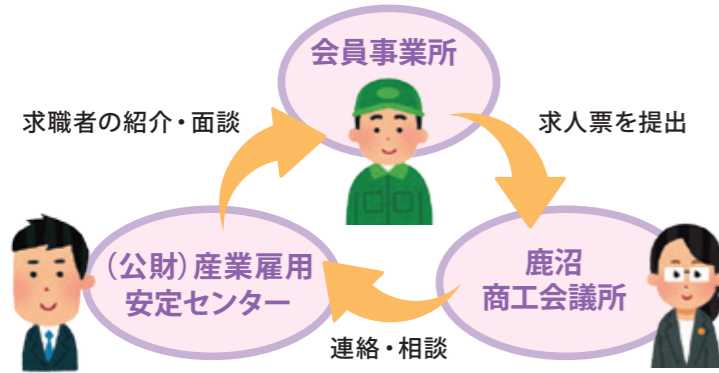 会員事業所
求職者の紹介・面談
求人票を提出
（公財）産業雇用
安定センター
鹿沼
商工会議所
連絡・相談